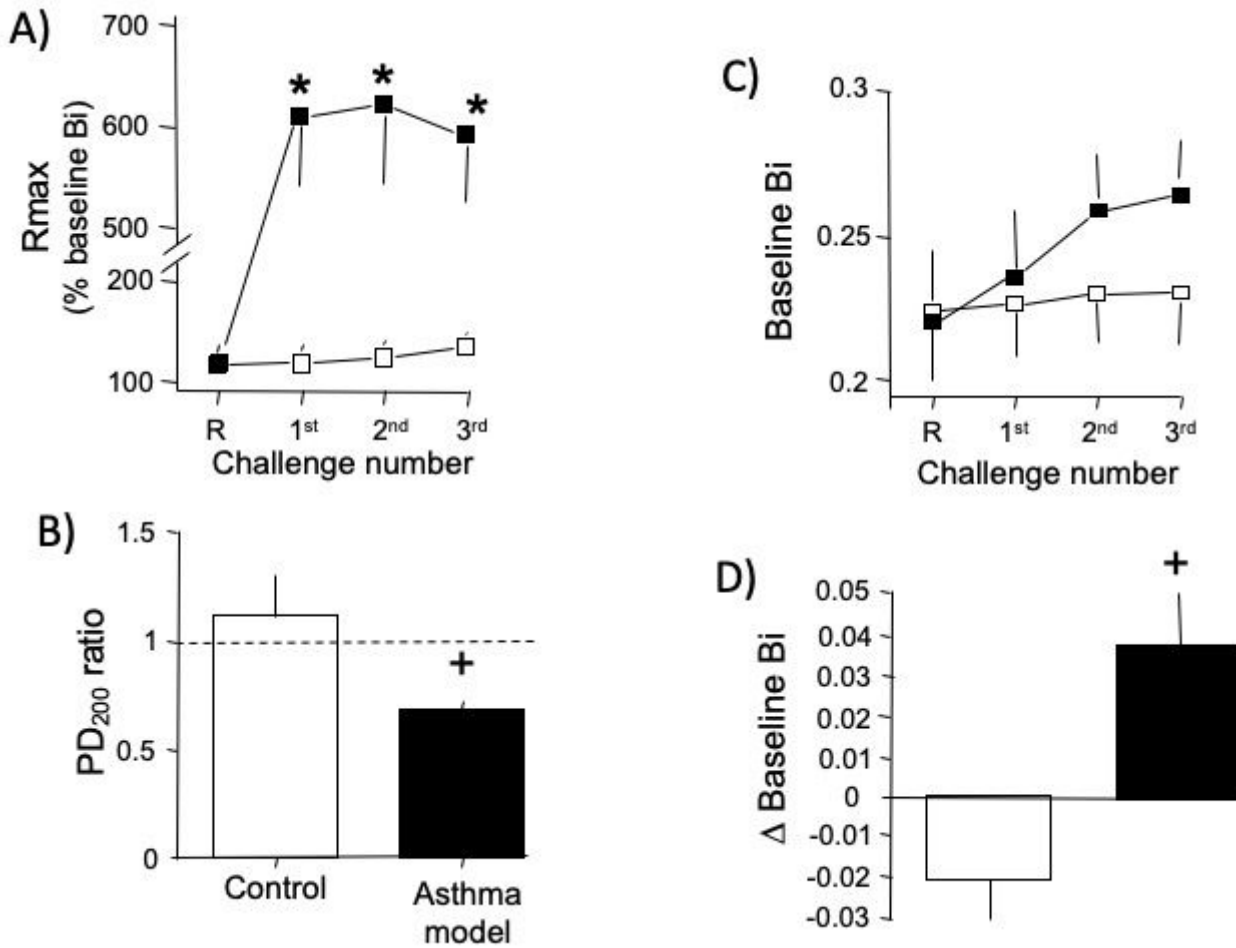 A)
700
600
500
200
100
Rmax
(% baseline Bi)
*
*
*
R 1st 2nd 3rd
Challenge number
B)
1.5
1
0.5
0
PD200 ratio
+
Control
Asthma
model
C)
0.3
0.25
0.2
Baseline Bi
R 1st 2nd 3rd
Challenge number
D)
0.05
0.04
0.03
0.02
0.01
0
-0.01
-0.02
-0.03
Δ Baseline Bi
+